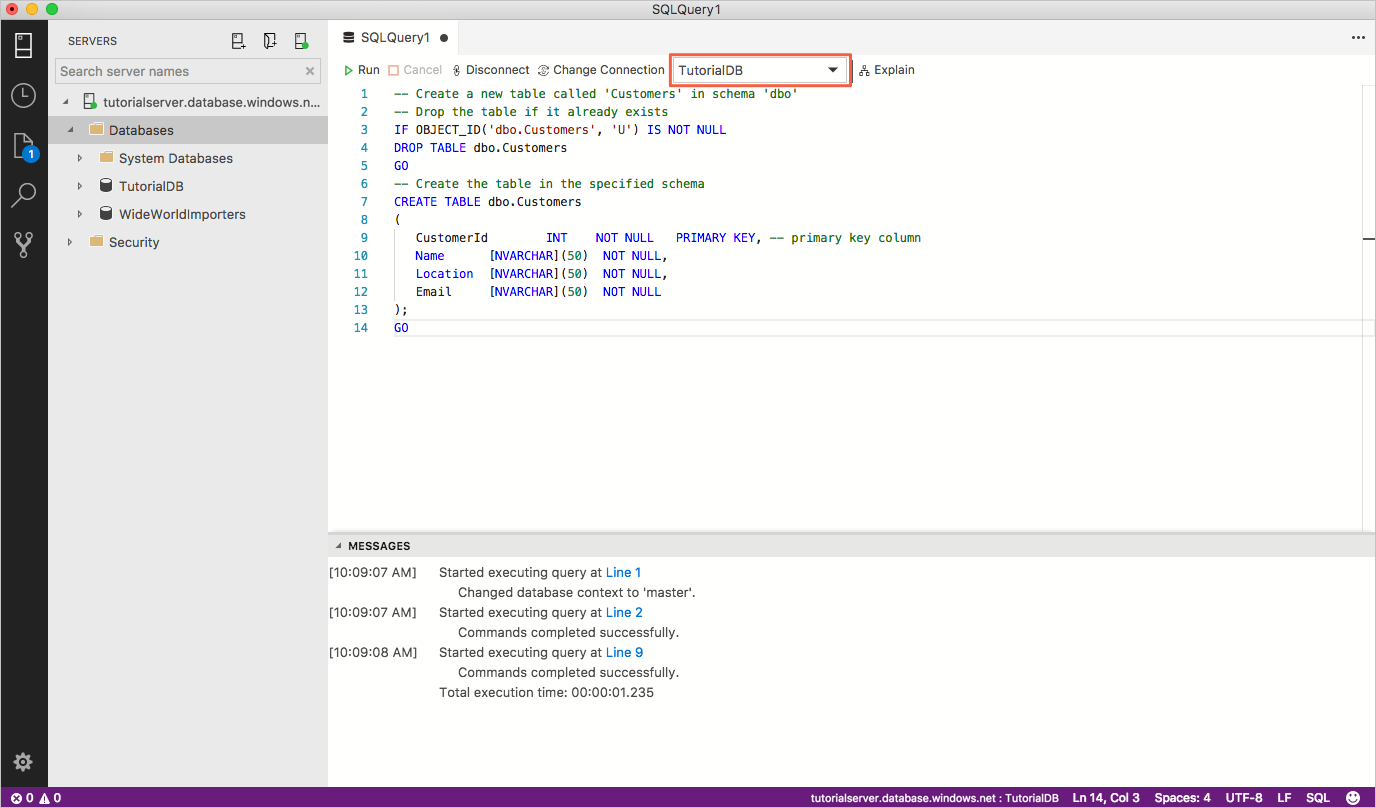 SQLQuery1
SERVERS
Search server names
tutorialserver.database.windows.n...
Databases
System Databases
TutorialDB
WideWorldImporters
Security
1
SQLQuery1
Run Cancel Disconnect Change Connection TutorialDB Explain
1 -- Create a new table called 'Customers' in schema 'dbo'
2 -- Drop the table if it already exists
3 IF OBJECT_ID('dbo.Customers', 'U') IS NOT NULL
4 DROP TABLE dbo.Customers
5 GO
6 -- Create the table in the specified schema
7 CREATE TABLE dbo.Customers
8 (
9 CustomerId INT NOT NULL PRIMARY KEY, -- primary key column
10 Name [NVARCHAR](50) NOT NULL,
11 Location [NVARCHAR](50) NOT NULL,
12 Email [NVARCHAR](50) NOT NULL
13 );
14 GO
MESSAGES
[10:09:07 AM] Started executing query at Line 1
Changed database context to 'master'.
[10:09:07 AM] Started executing query at Line 2
Commands completed successfully.
[10:09:08 AM] Started executing query at Line 9
Commands completed successfully.
Total execution time: 00:00:01.235
0 0 tutorialserver.database.windows.net : TutorialDB Ln 14, Col 3 Spaces: 4 UTF-8 LF SQL